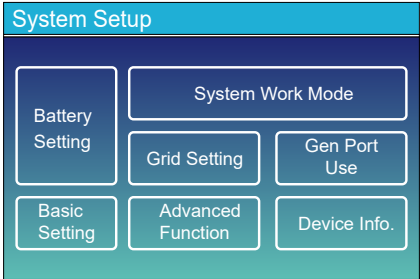 System Setup
Battery
Setting
System Work Mode
Grid Setting
Gen Port
Use
Basic
Setting
Advanced
Function
Device Info.